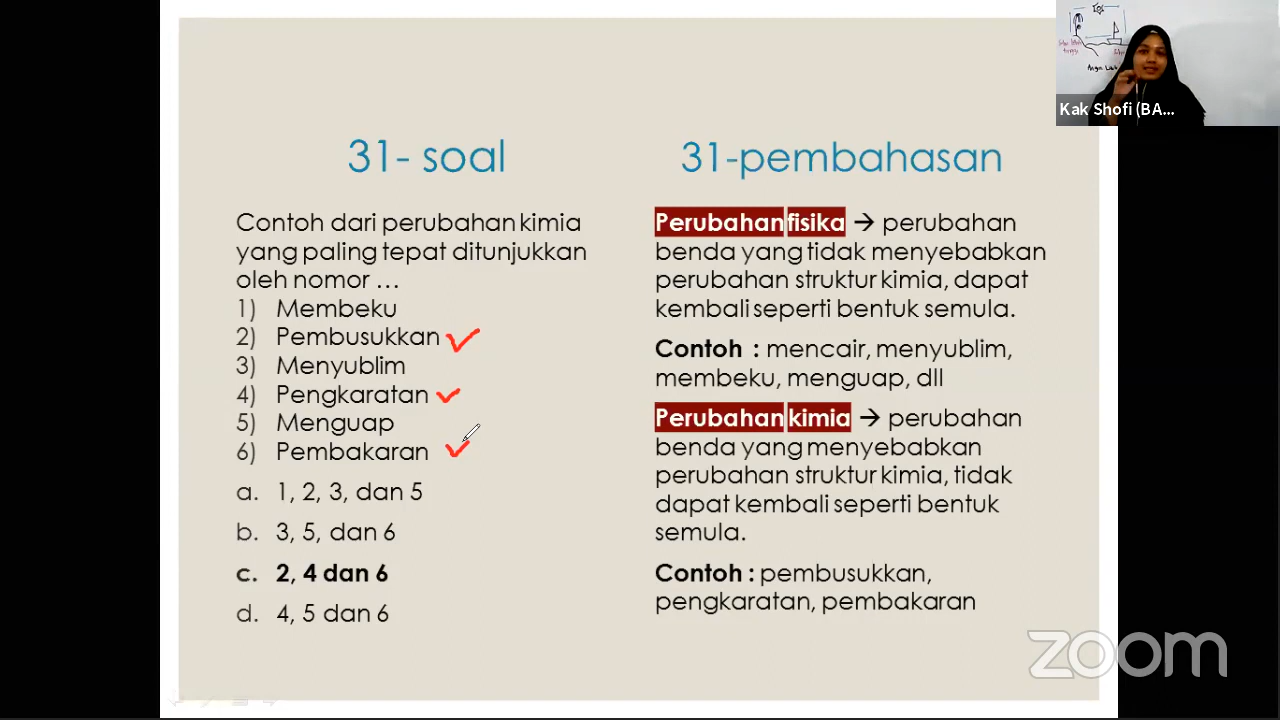 31- soal
Contoh dari perubahan kimia
yang paling tepat ditunjukkan
oleh nomor …
1) Membeku
2) Pembusukkan
3) Menyublim
4) Pengkaratan
5) Menguap
6) Pembakaran
a. 1, 2, 3, dan 5
b. 3, 5, dan 6
c. 2, 4 dan 6
d. 4, 5 dan 6
31-pembahasan
Perubahan fisika → perubahan
benda yang tidak menyebabkan
perubahan struktur kimia, dapat
kembali seperti bentuk semula.
Contoh : mencair, menyublim,
membeku, menguap, dll
Perubahan kimia → perubahan
benda yang menyebabkan
perubahan struktur kimia, tidak
dapat kembali seperti bentuk
semula.
Contoh : pembusukkan,
pengkaratan, pembakaran
Kak Shofi (BA...
zoom